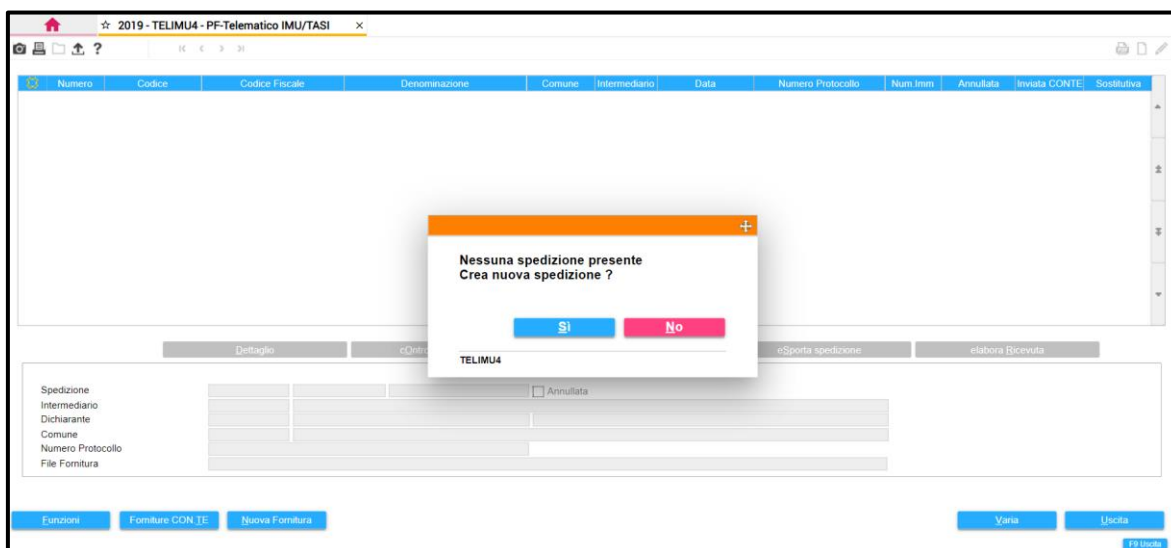 ☆ 2019 - TELIMU4 - PF-Telematico IMU/TASI ×
?
Numero Codice Codice Fiscale Denominazione Comune Intermediario Data Numero Protocollo Num.Imm Annullata Inviata CONTE Sostitutiva
Nessuna spedizione presente
Crea nuova spedizione ?
Sì No
TELIMU4
Dettaglio cOntro eSporta spedizione elabora Ricevuta
Spedizione Annullata
Intermediario
Dichiarante
Comune
Numero Protocollo
File Fornitura
Funzioni Forniture CON.TE Nuova Fornitura Varia Uscita
F9 Uscita